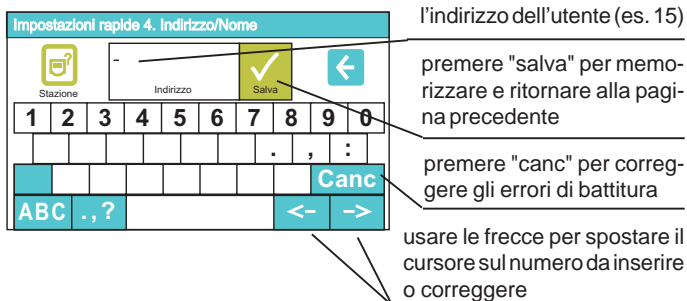 Impostazioni rapide 4. Indirizzo/Nome
-
Stazione
Indirizzo
Salva
1 2 3 4 5 6 7 8 9 0
. , :
Canc
ABC .,? <- ->
l'indirizzo dell'utente (es. 15)
premere "salva" per memo-
rizzare e ritornare alla pagi-
na precedente
premere "canc" per correg-
gere gli errori di battitura
usare le frecce per spostare il
cursore sul numero da inserire
o correggere